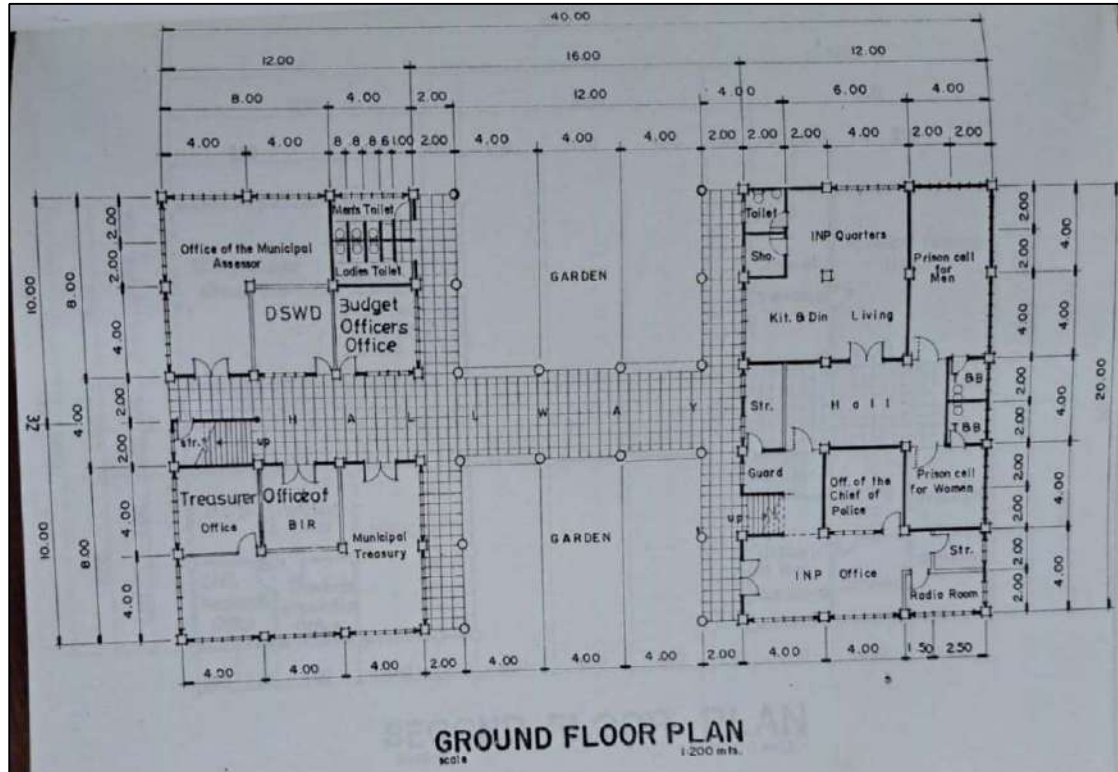 40.00
12.00 16.00 12.00
8.00 4.00 2.00 12.00 4.00 6.00 4.00
4.00 4.00 .8 .8 .8 .6 1.00 2.00 4.00 4.00 4.00 2.00 2.00 2.00 4.00 2.00 2.00
Men's Toilet
Ladies Toilet
Office of the Municipal
Assessor
DSWD
Budget
Officers
Office
GARDEN
Toilet
Sho.
INP Quarters
Kit. & Din Living
Prison cell
for
Men
HALLWAY
str.
up
Str.
Hall
T &B
T &B
Treasurer
Office
Office of
BIR
Municipal
Treasury
GARDEN
Guard
up
Off. of the
Chief of
Police
Prison cell
for Women
INP Office
Str.
Radio Room
10.00
32
10.00
8.00
4.00
8.00
2.00
2.00
4.00
2.00
2.00
4.00
4.00
2.00
2.00
4.00
2.00
2.00
2.00
2.00
2.00
2.00
4.00
4.00
4.00
4.00
4.00
20.00
4.00 4.00 4.00 2.00 4.00 4.00 4.00 2.00 4.00 4.00 1.50 2.50
GROUND FLOOR PLAN
scale 1:200 mts.